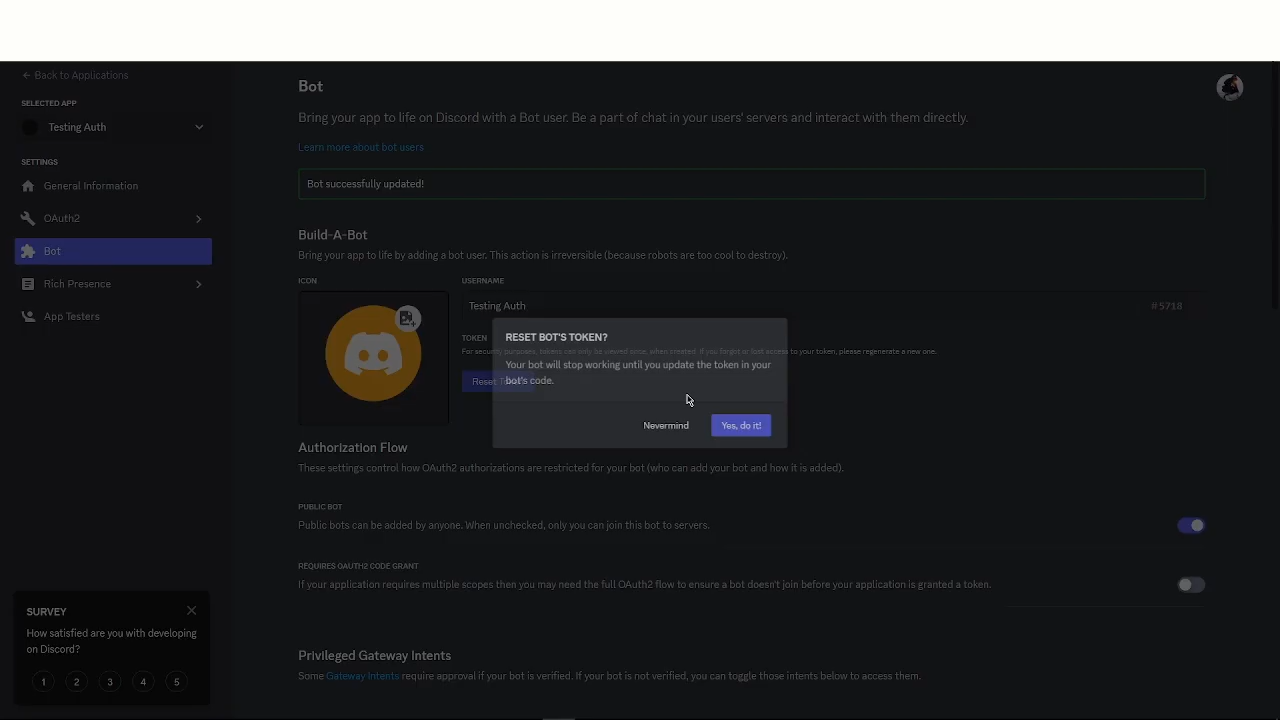 Back to Applications
SELECTED APP
Testing Auth
SETTINGS
General Information
OAuth2
Bot
Rich Presence
App Testers
SURVEY
How satisfied are you with developing
on Discord?
1 2 3 4 5
Bot
Bring your app to life on Discord with a Bot user. Be a part of chat in your users' servers and interact with them directly.
Learn more about bot users
Bot successfully updated!
Build-A-Bot
Bring your app to life by adding a bot user. This action is irreversible (because robots are too cool to destroy).
ICON
USERNAME
Testing Auth #5718
TOKEN
For security purposes, tokens can only be viewed once, when created. If you forgot or lost access to your token, please regenerate a new one.
Reset
RESET BOT'S TOKEN?
Your bot will stop working until you update the token in your
bot's code.
Nevermind Yes, do it!
Authorization Flow
These settings control how OAuth2 authorizations are restricted for your bot (who can add your bot and how it is added).
PUBLIC BOT
Public bots can be added by anyone. When unchecked, only you can join this bot to servers.
REQUIRES OAUTH2 CODE GRANT
If your application requires multiple scopes then you may need the full OAuth2 flow to ensure a bot doesn't join before your application is granted a token.
Privileged Gateway Intents
Some Gateway Intents require approval if your bot is verified. If your bot is not verified, you can toggle those intents below to access them.